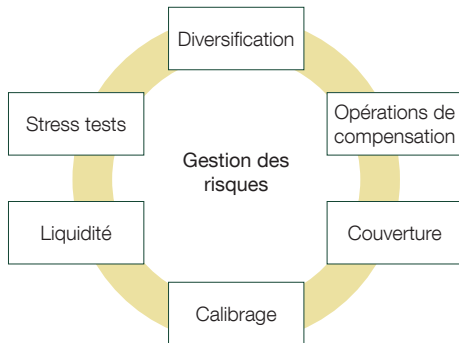 Diversification
Stress tests
Opérations de
compensation
Gestion des
risques
Liquidité
Couverture
Calibrage